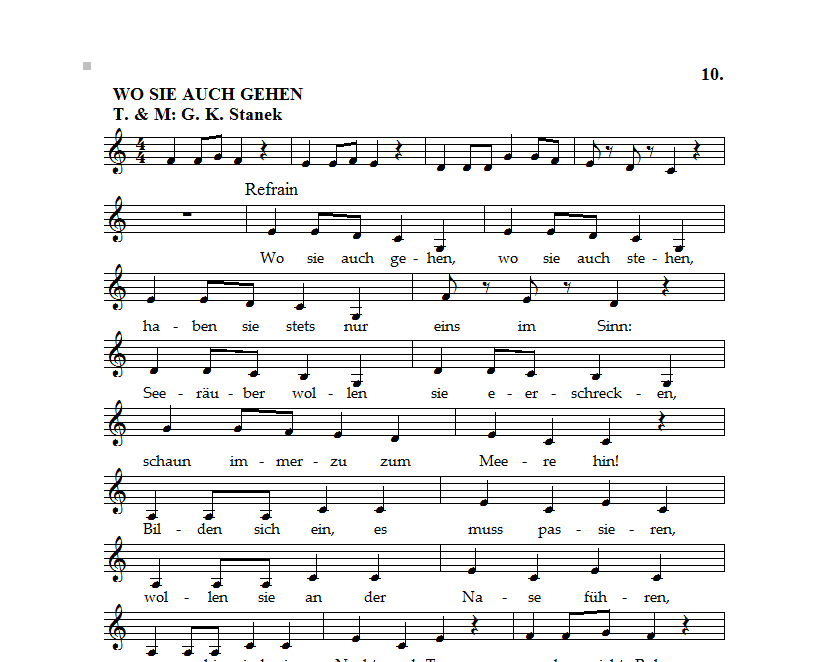 10.
WO SIE AUCH GEHEN
T. & M: G. K. Stanek
4
4
Refrain
Wo sie auch ge - hen, wo sie auch ste - hen,
ha - ben sie stets nur eins im Sinn:
See - räu - ber wol - len sie e - er - schreck - en,
schaun im - mer - zu zum Mee - re hin!
Bil - den sich ein, es muss pas - sie - ren,
wol - len sie an der Na - se füh - ren,